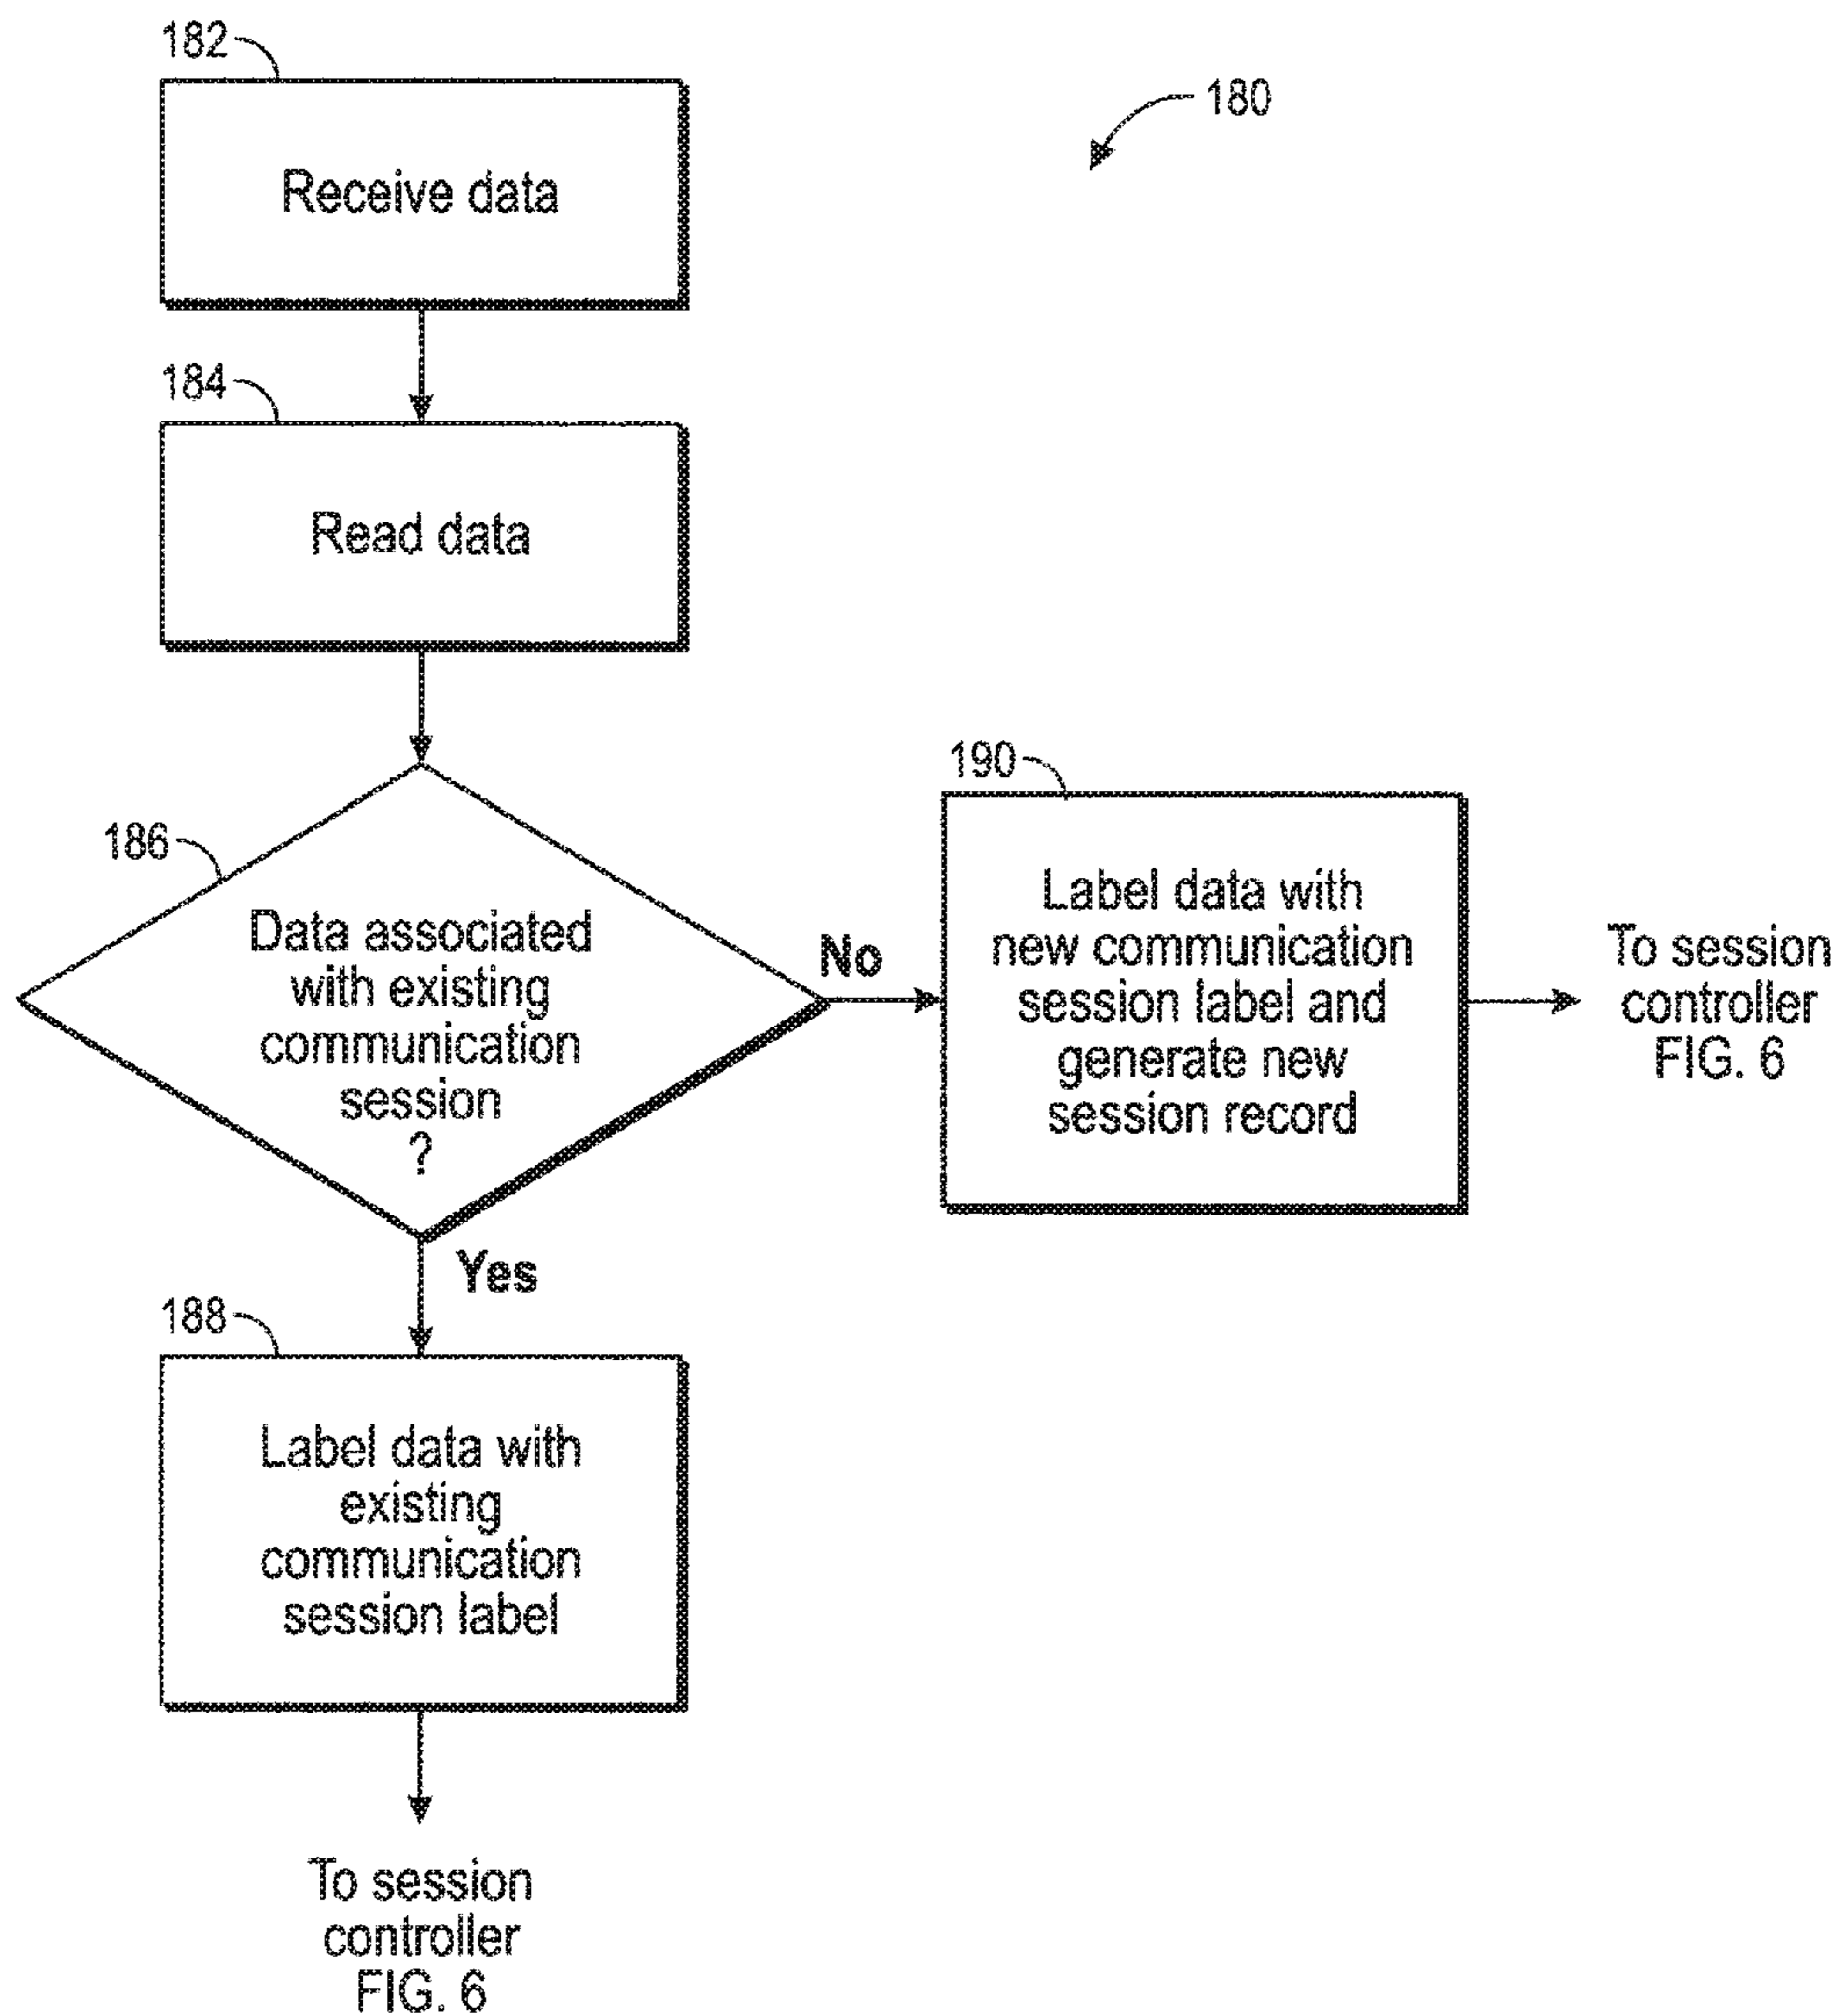 182
180
Receive data
184
Read data
186
Data associated
with existing
communication
session
?
No
190
Label data with
new communication
session label and
generate new
session record
To session
controller
FIG. 6
Yes
188
Label data with
existing
communication
session label
To session
controller
FIG. 6